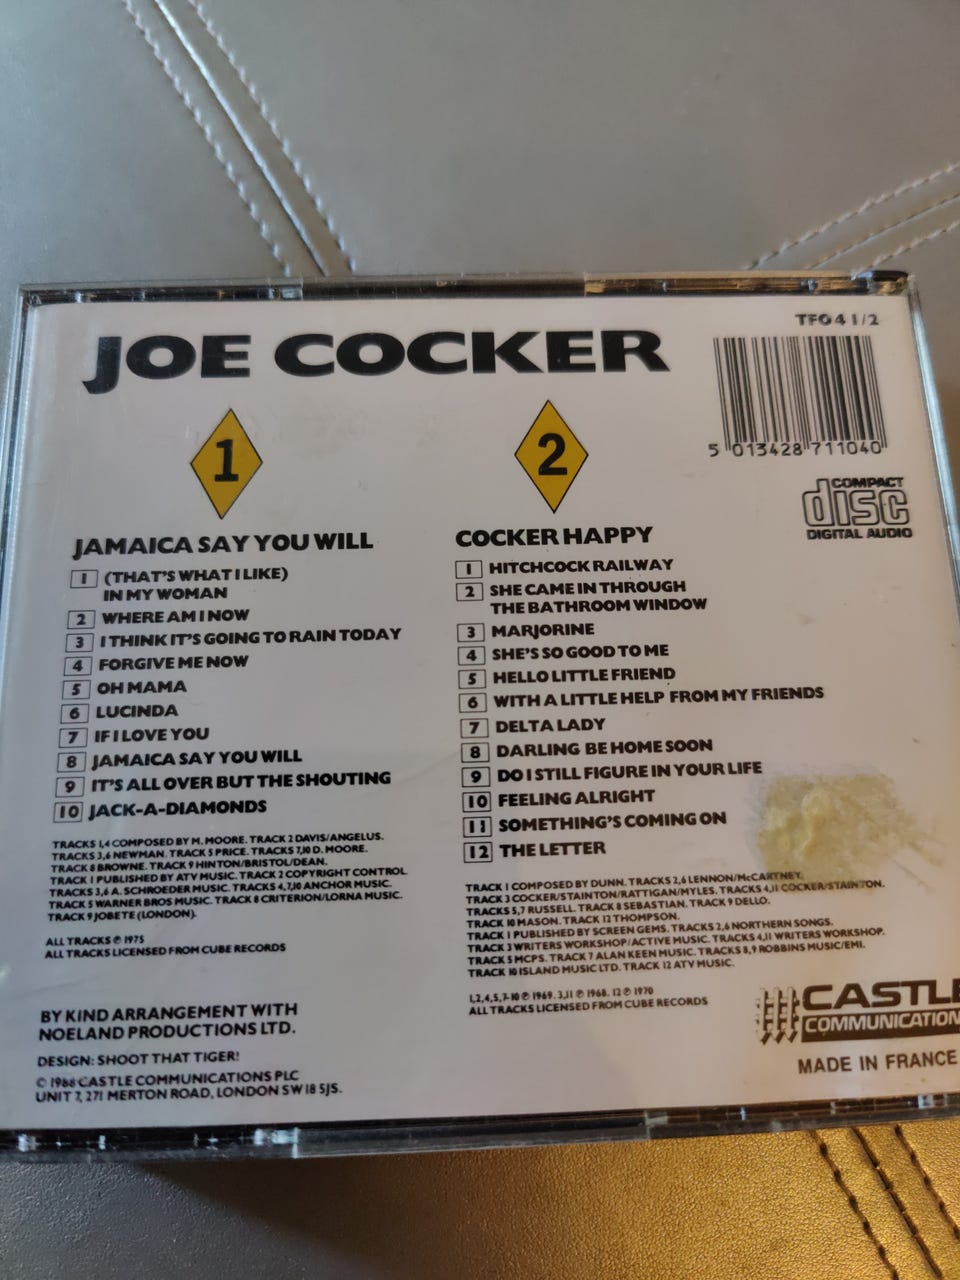 TFO 4 1/2
JOE COCKER
5 013428 711040
COMPACT
disc
DIGITAL AUDIO
1
JAMAICA SAY YOU WILL
1 (THAT'S WHAT I LIKE)
IN MY WOMAN
2 WHERE AM I NOW
3 I THINK IT'S GOING TO RAIN TODAY
4 FORGIVE ME NOW
5 OH MAMA
6 LUCINDA
7 IF I LOVE YOU
8 JAMAICA SAY YOU WILL
9 IT'S ALL OVER BUT THE SHOUTING
10 JACK-A-DIAMONDS
TRACKS 1,4 COMPOSED BY M. MOORE. TRACK 2 DAVIS/ANGELUS.
TRACKS 3,6 NEWMAN. TRACK 5 PRICE. TRACKS 7,10 D. MOORE.
TRACK 8 BROWNE. TRACK 9 HINTON/BRISTOL/DEAN.
TRACK 1 PUBLISHED BY ATV MUSIC. TRACK 2 COPYRIGHT CONTROL
TRACKS 3,6 A. SCHROEDER MUSIC. TRACKS 4,7,10 ANCHOR MUSIC.
TRACK 5 WARNER BROS MUSIC. TRACK 8 CRITERION/LORNA MUSIC.
TRACK 9 JOBETE (LONDON).
ALL TRACKS ℗ 1975
ALL TRACKS LICENSED FROM CUBE RECORDS
BY KIND ARRANGEMENT WITH
NOELAND PRODUCTIONS LTD.
DESIGN: SHOOT THAT TIGER!
© 1988 CASTLE COMMUNICATIONS PLC
UNIT 7, 271 MERTON ROAD, LONDON SW18 5JS.
2
COCKER HAPPY
1 HITCHCOCK RAILWAY
2 SHE CAME IN THROUGH
THE BATHROOM WINDOW
3 MARJORINE
4 SHE'S SO GOOD TO ME
5 HELLO LITTLE FRIEND
6 WITH A LITTLE HELP FROM MY FRIENDS
7 DELTA LADY
8 DARLING BE HOME SOON
9 DO I STILL FIGURE IN YOUR LIFE
10 FEELING ALRIGHT
11 SOMETHING'S COMING ON
12 THE LETTER
TRACK 1 COMPOSED BY DUNN. TRACKS 2,6 LENNON/McCARTNEY.
TRACK 3 COCKER/STAINTON/RATTIGAN/MYLES. TRACKS 4,11 COCKER/STAINTON.
TRACKS 5,7 RUSSELL. TRACK 8 SEBASTIAN. TRACK 9 DELLO.
TRACK 10 MASON. TRACK 12 THOMPSON.
TRACK 1 PUBLISHED BY SCREEN GEMS. TRACKS 2,6 NORTHERN SONGS.
TRACK 3 WRITERS WORKSHOP/ACTIVE MUSIC. TRACKS 4,11 WRITERS WORKSHOP.
TRACK 5 MCPS. TRACK 7 ALAN KEEN MUSIC. TRACKS 8,9 ROBBINS MUSIC/EMI.
TRACK 10 ISLAND MUSIC LTD. TRACK 12 ATV MUSIC.
1,2,4,5,7-10 ℗ 1969. 3,11 ℗ 1968. 12 ℗ 1970
ALL TRACKS LICENSED FROM CUBE RECORDS
CASTLE
COMMUNICATION
MADE IN FRANCE